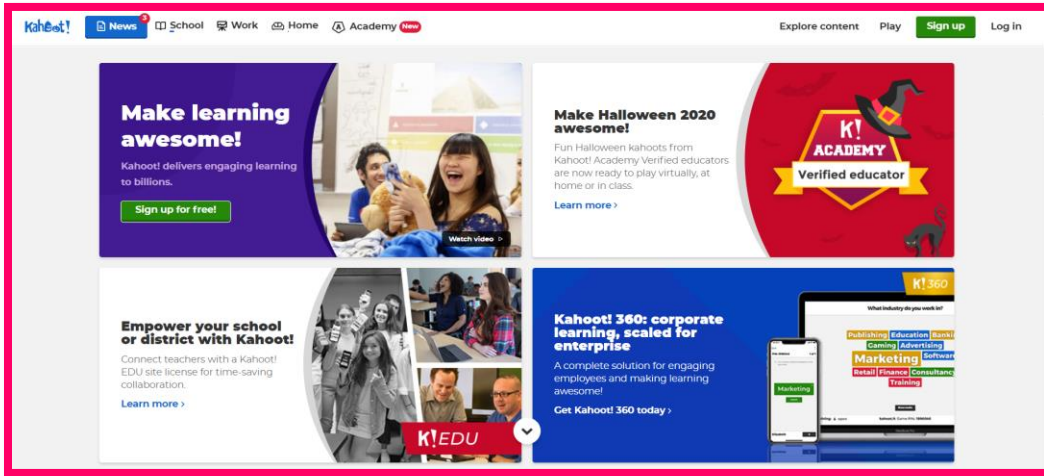 Kahoot!
News 3
School
Work
Home
Academy New
Explore content
Play
Sign up
Log in
Make learning
awesome!
Kahoot! delivers engaging learning
to billions.
Sign up for free!
Watch video >
Make Halloween 2020
awesome!
Fun Halloween kahoots from
Kahoot! Academy Verified educators
are now ready to play virtually, at
home or in class.
Learn more ›
K!
ACADEMY
Verified educator
Empower your school
or district with Kahoot!
Connect teachers with a Kahoot!
EDU site license for time-saving
collaboration.
Learn more ›
K!EDU
Kahoot! 360: corporate
learning, scaled for
enterprise
A complete solution for engaging
employees and making learning
awesome!
Get Kahoot! 360 today ›
K! 360
What industry do you work in?
Publishing Education Banki
Gaming Advertising
Marketing Software
Retail Finance Consultancy
Training
Marketing